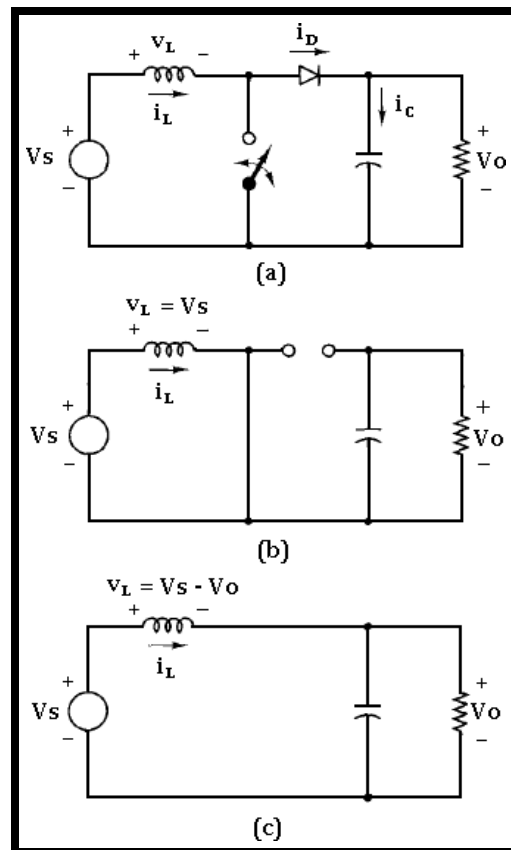 v_L
i_D
+ −
i_L
i_C
+
Vs
−
+
Vo
−
(a)
v_L = Vs
+ −
i_L
+
Vs
−
+
Vo
−
(b)
v_L = Vs - Vo
+ −
i_L
+
Vs
−
+
Vo
−
(c)